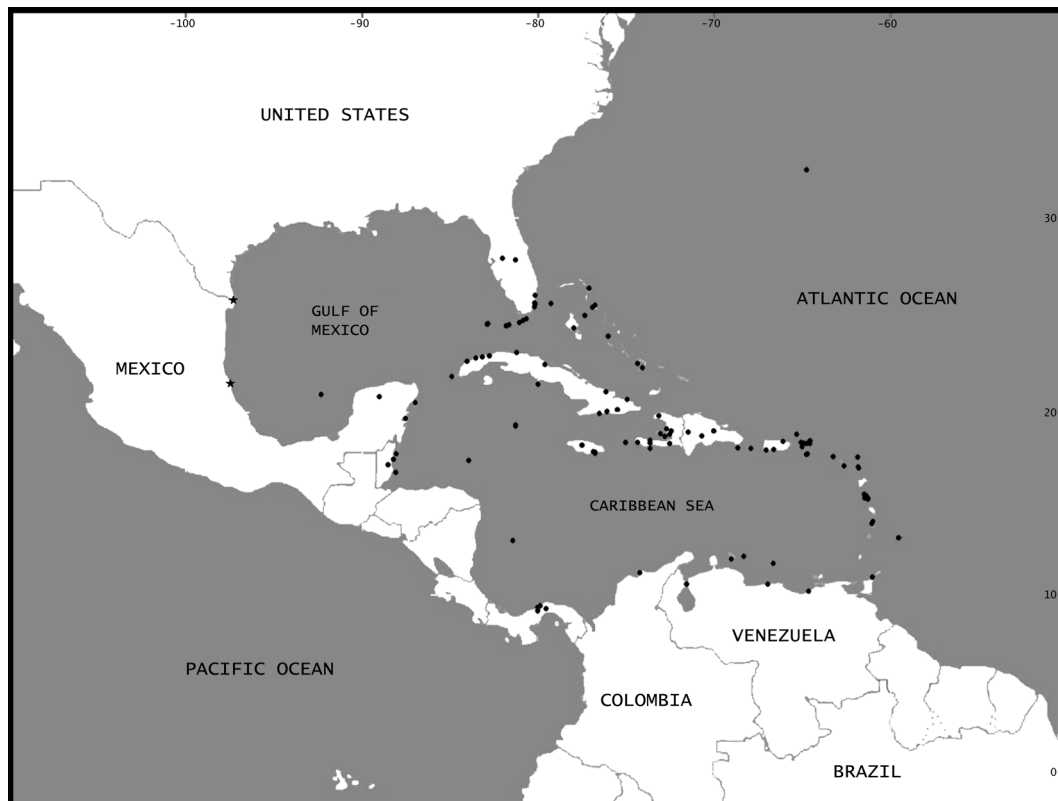 -100 -90 -80 -70 -60
UNITED STATES
30
ATLANTIC OCEAN
GULF OF
MEXICO
MEXICO
20
CARIBBEAN SEA
10
VENEZUELA
PACIFIC OCEAN
COLOMBIA
BRAZIL
0